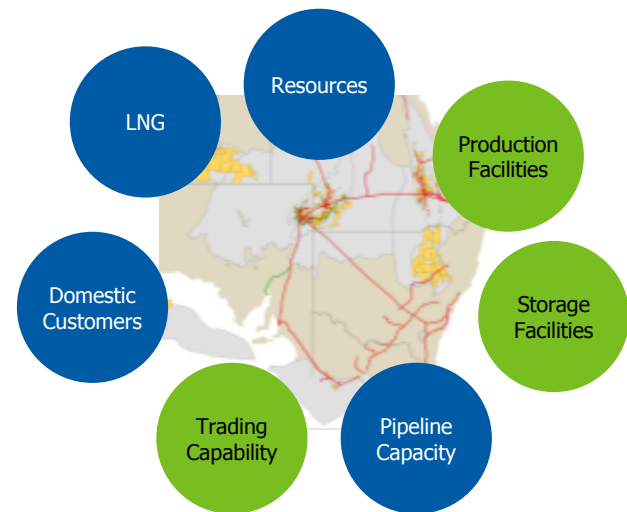 Resources
LNG
Production
Facilities
Domestic
Customers
Storage
Facilities
Trading
Capability
Pipeline
Capacity